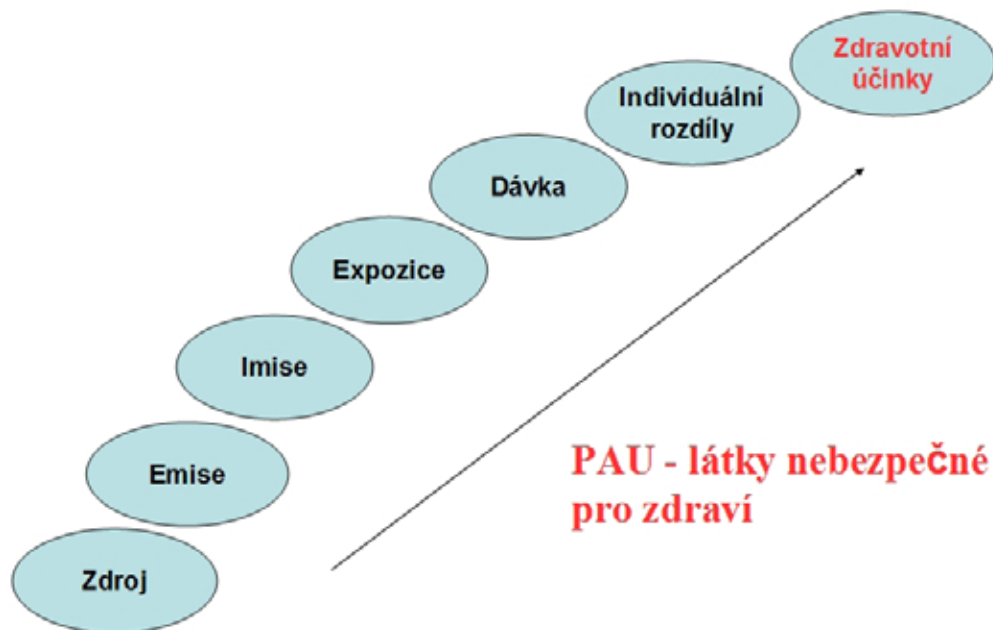 Zdravotní
účinky
Individuální
rozdíly
Dávka
Expozice
Imise
Emise
Zdroj
PAU - látky nebezpečné
pro zdraví